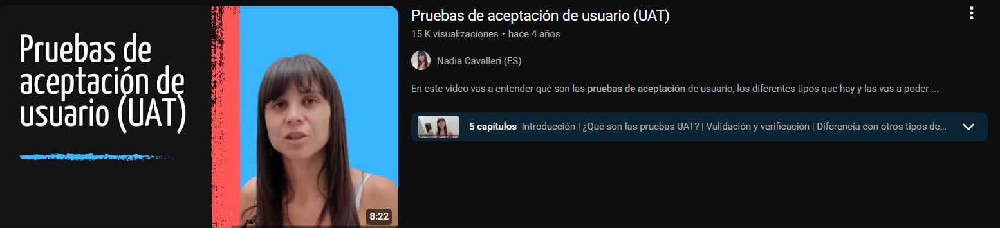 Pruebas de
aceptación de
usuario (UAT)
8:22
Pruebas de aceptación de usuario (UAT)
15 K visualizaciones • hace 4 años
Nadia Cavalleri (ES)
En este video vas a entender qué son las pruebas de aceptación de usuario, los diferentes tipos que hay y las vas a poder ...
5 capítulos Introducción | ¿Qué son las pruebas UAT? | Validación y verificación | Diferencia con otros tipos de...